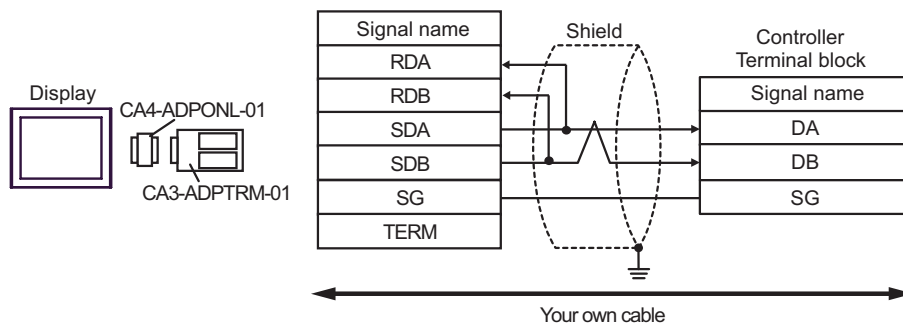 Display
CA4-ADPONL-01
CA3-ADPTRM-01
Signal name
RDA
RDB
SDA
SDB
SG
TERM
Shield
Controller
Terminal block
Signal name
DA
DB
SG
Your own cable